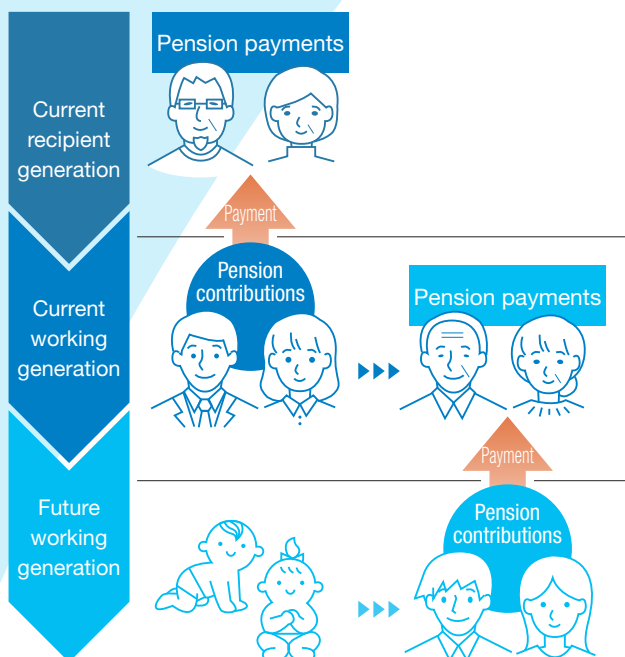 Pension payments
Current
recipient
generation
Payment
Pension
contributions
Current
working
generation
Pension payments
Payment
Future
working
generation
Pension
contributions